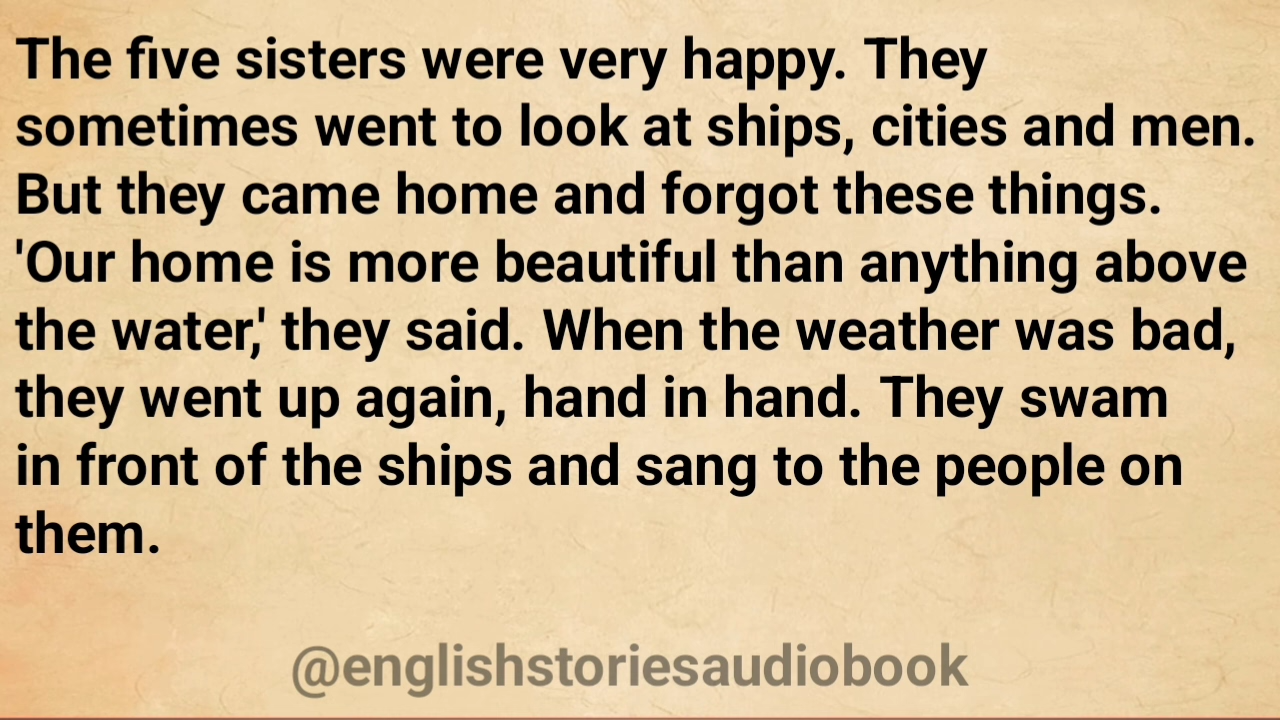 The five sisters were very happy. They
sometimes went to look at ships, cities and men.
But they came home and forgot these things.
'Our home is more beautiful than anything above
the water,' they said. When the weather was bad,
they went up again, hand in hand. They swam
in front of the ships and sang to the people on
them.
@englishstoriesaudiobook